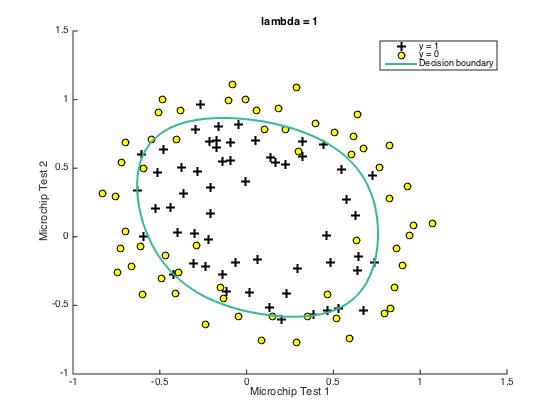 lambda = 1
y = 1
y = 0
Decision boundary
1.5
1
0.5
0
-0.5
-1
Microchip Test 2
-1
-0.5
0
0.5
1
1.5
Microchip Test 1